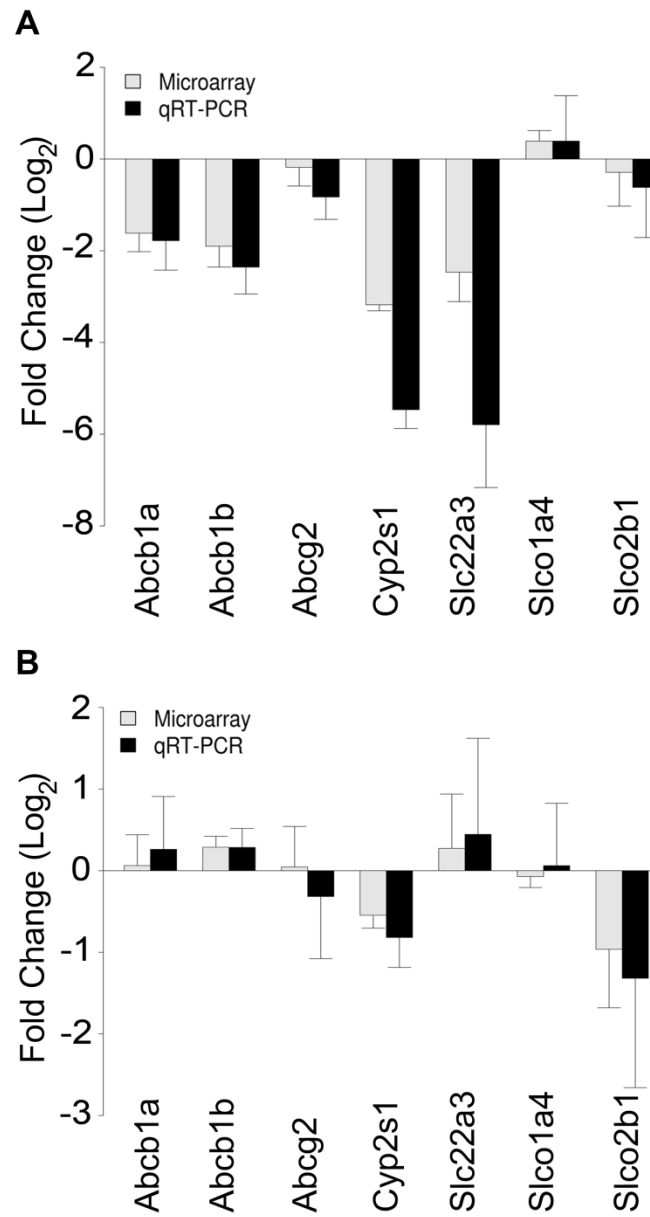 A
2
Microarray
qRT-PCR
0
-2
-4
-6
-8
Fold Change (Log2)
Abcb1a
Abcb1b
Abcg2
Cyp2s1
Slc22a3
Slco1a4
Slco2b1
B
2
Microarray
qRT-PCR
1
0
-1
-2
-3
Fold Change (Log2)
Abcb1a
Abcb1b
Abcg2
Cyp2s1
Slc22a3
Slco1a4
Slco2b1